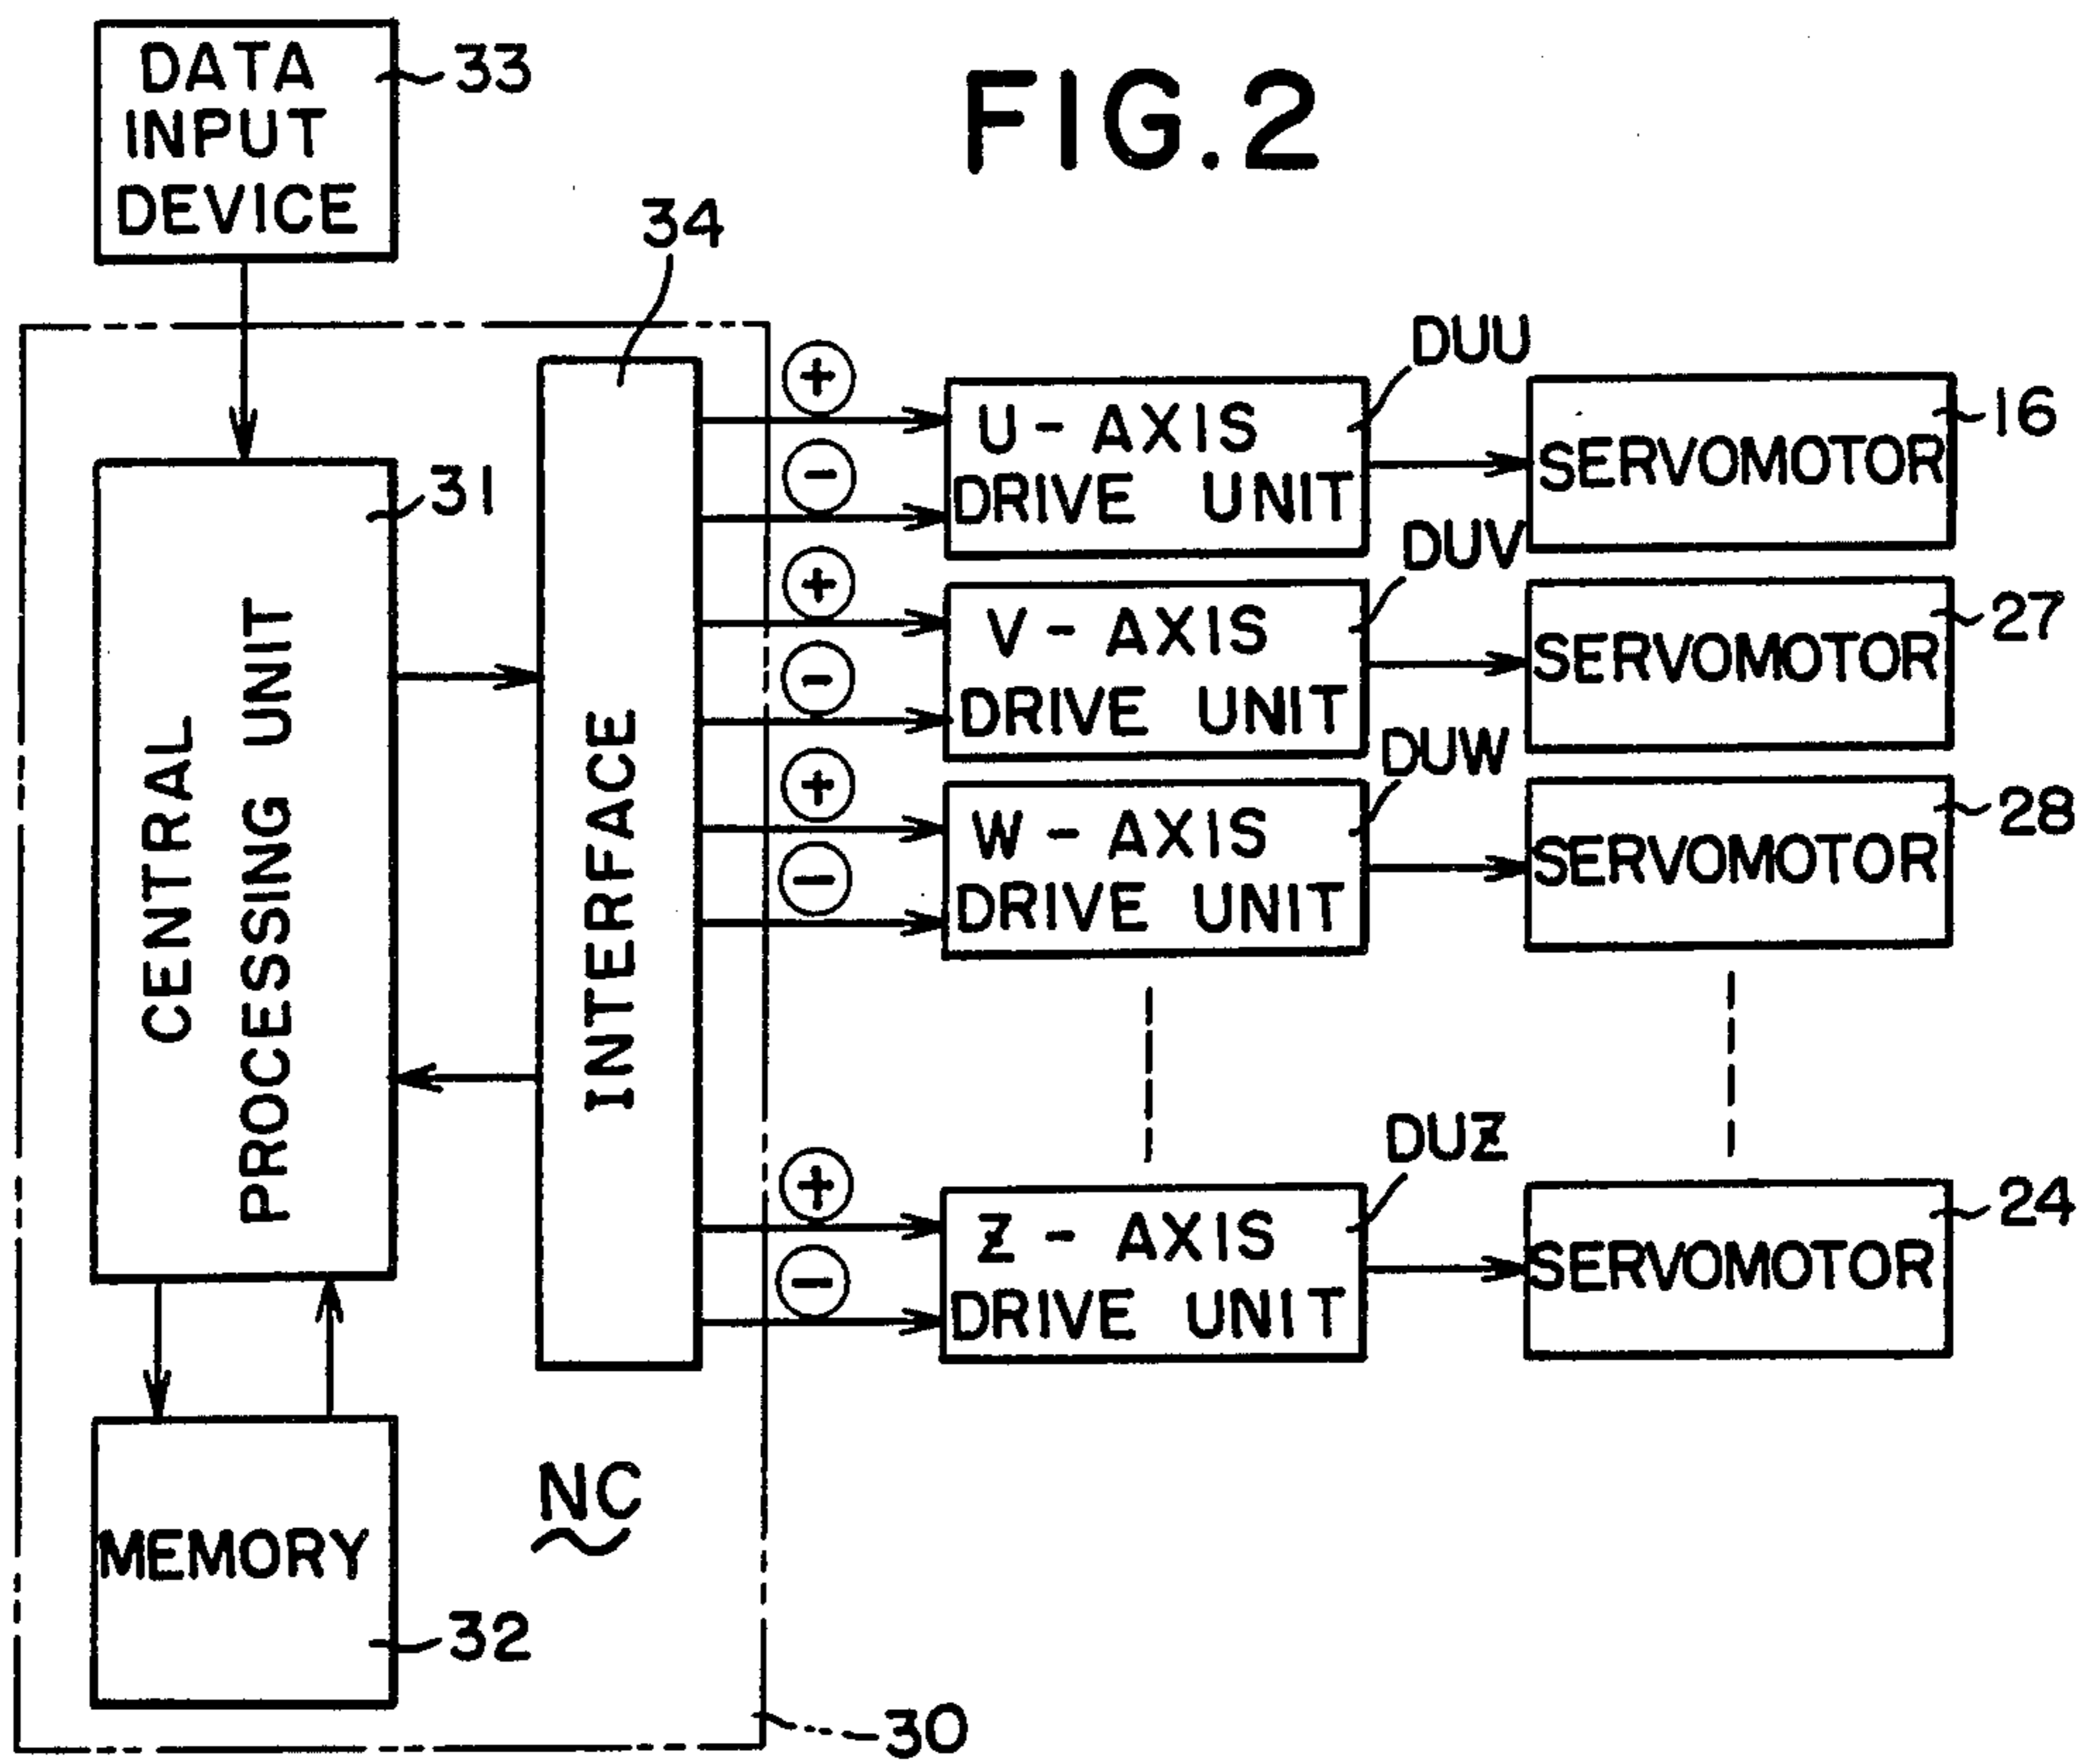 FIG.2
DATA
INPUT
DEVICE
33
34
31
CENTRAL
PROCESSING UNIT
INTERFACE
MEMORY
32
NC
30
+
-
U-AXIS
DRIVE UNIT
DUU
SERVOMOTOR
16
+
-
V-AXIS
DRIVE UNIT
DUV
SERVOMOTOR
27
+
-
W-AXIS
DRIVE UNIT
DUW
SERVOMOTOR
28
+
-
Z-AXIS
DRIVE UNIT
DUZ
SERVOMOTOR
24